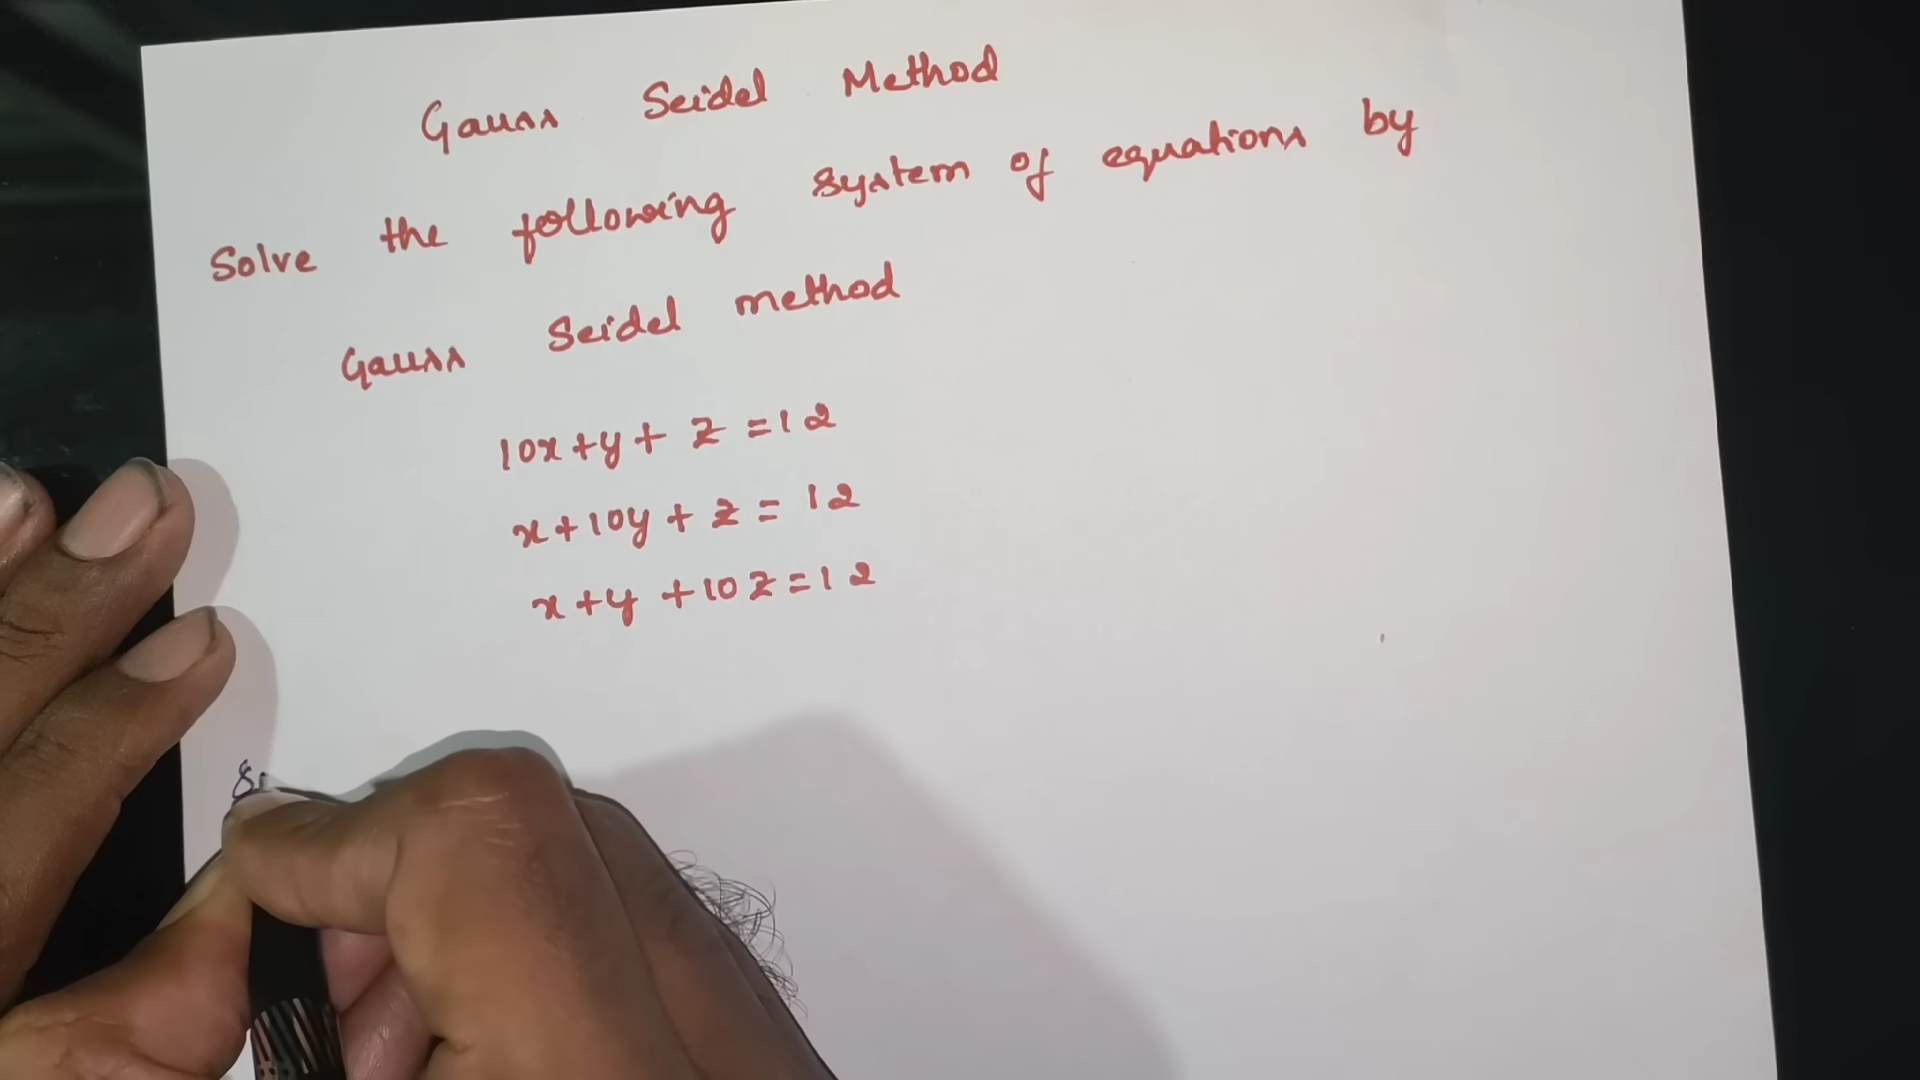 Gauss Seidel Method
Solve the following system of equations by
Gauss Seidel method
10x+y+z=12
x+10y+z=12
x+y+10z=12